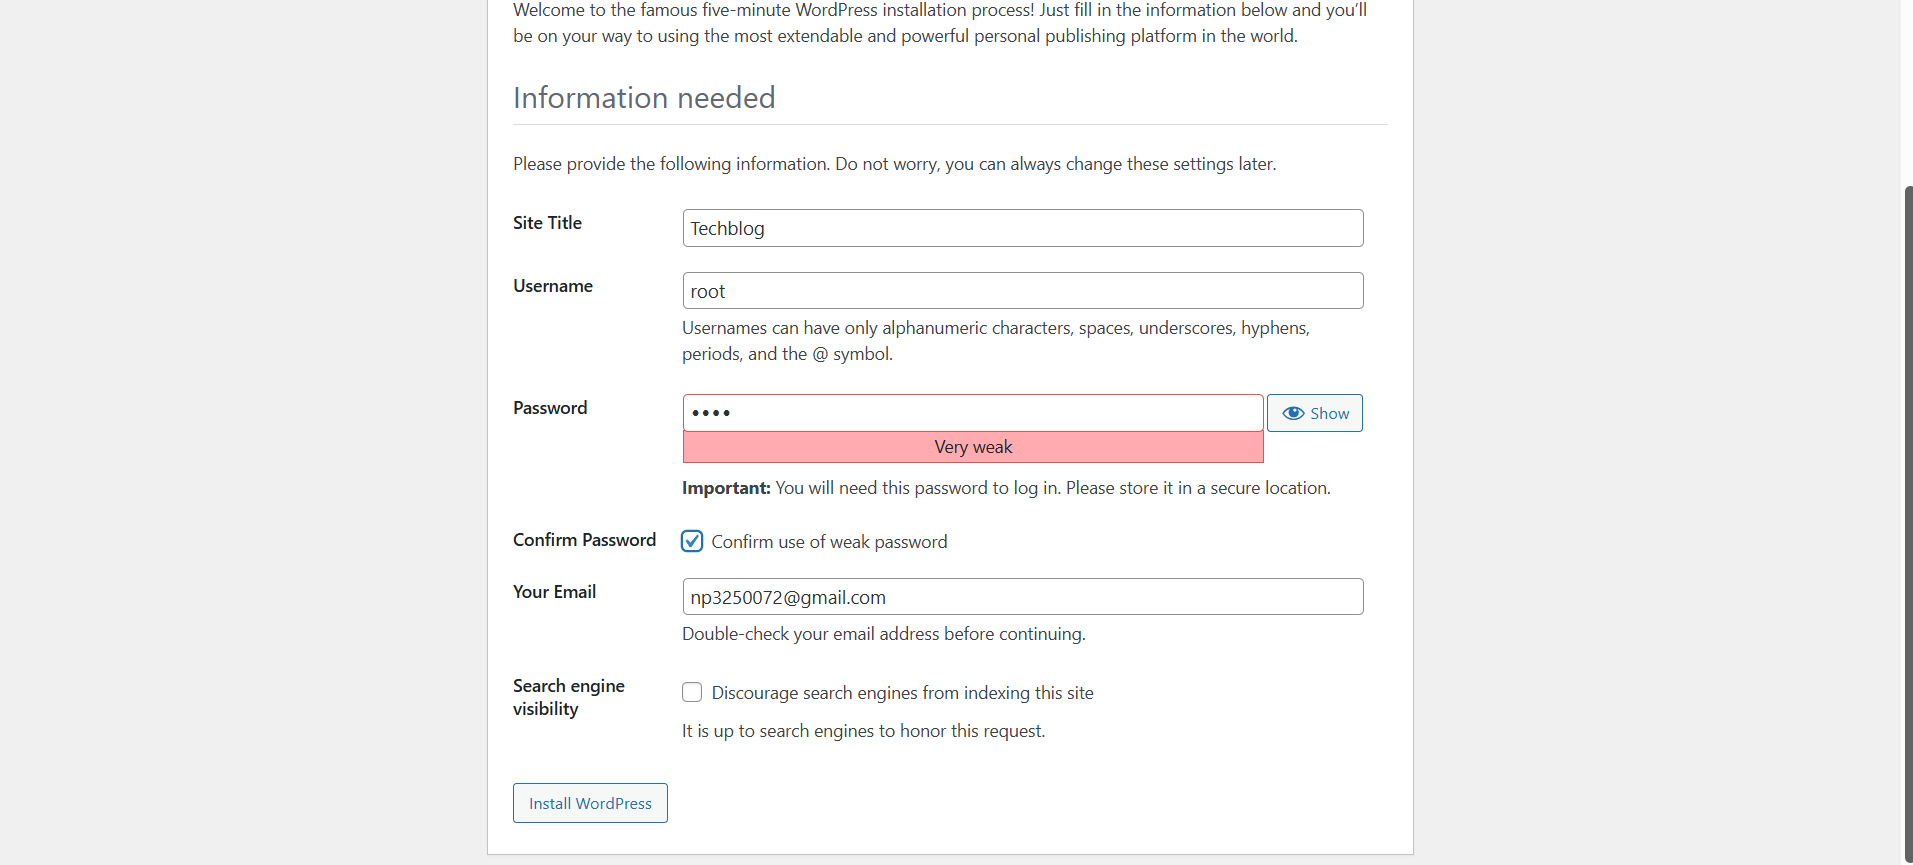 Welcome to the famous five-minute WordPress installation process! Just fill in the information below and you’ll
be on your way to using the most extendable and powerful personal publishing platform in the world.
Information needed
Please provide the following information. Do not worry, you can always change these settings later.
Site Title
Techblog
Username
root
Usernames can have only alphanumeric characters, spaces, underscores, hyphens,
periods, and the @ symbol.
Password
••••
Show
Very weak
Important: You will need this password to log in. Please store it in a secure location.
Confirm Password
Confirm use of weak password
Your Email
np3250072@gmail.com
Double-check your email address before continuing.
Search engine
visibility
Discourage search engines from indexing this site
It is up to search engines to honor this request.
Install WordPress